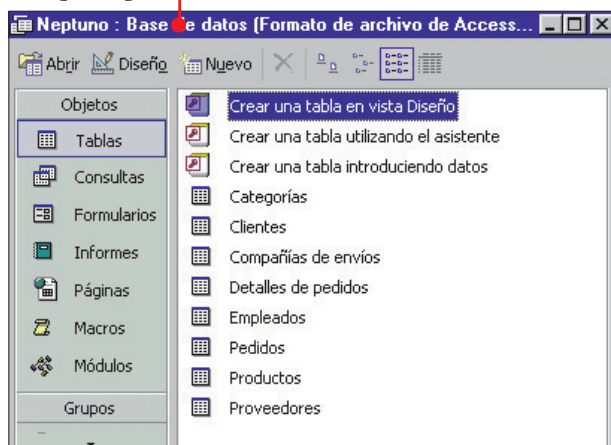 Neptuno : Base de datos (Formato de archivo de Access...
Abrir Diseño Nuevo
Objetos
Tablas
Consultas
Formularios
Informes
Páginas
Macros
Módulos
Grupos
Crear una tabla en vista Diseño
Crear una tabla utilizando el asistente
Crear una tabla introduciendo datos
Categorías
Clientes
Compañías de envíos
Detalles de pedidos
Empleados
Pedidos
Productos
Proveedores